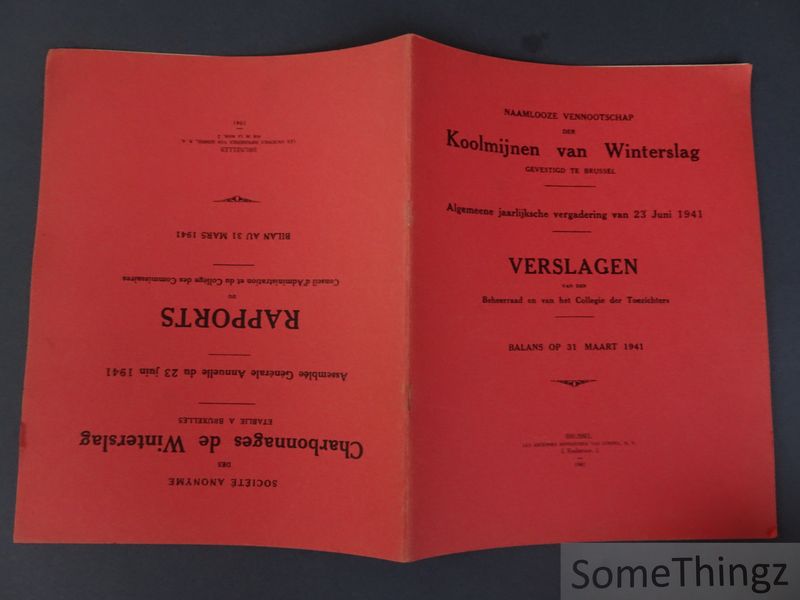 NAAMLOOZE VENNOOTSCHAP
DER
Koolmijnen van Winterslag
GEVESTIGD TE BRUSSEL
Algemeene jaarlijksche vergadering van 23 Juni 1941
VERSLAGEN
VAN DEN
Beheerraad en van het Collegie der Toezichters
BALANS OP 31 MAART 1941
BRUSSEL
1941
SOCIÉTÉ ANONYME
DES
Charbonnages de Winterslag
ETABLIE A BRUXELLES
Assemblée Générale Annuelle du 23 juin 1941
RAPPORTS
DU
Conseil d'Administration et du Collège des Commissaires
BILAN AU 31 MARS 1941
BRUXELLES
1941
SomeThingz